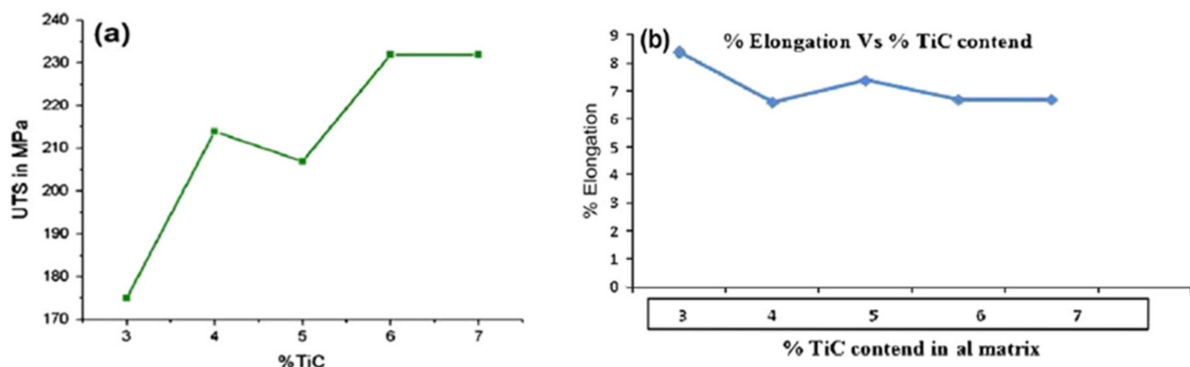 (a)
240
230
220
210
200
190
180
170
UTS in MPa
3 4 5 6 7
%TiC
(b)
% Elongation Vs % TiC contend
9
8
7
6
5
4
3
2
1
0
% Elongation
3 4 5 6 7
% TiC contend in al matrix